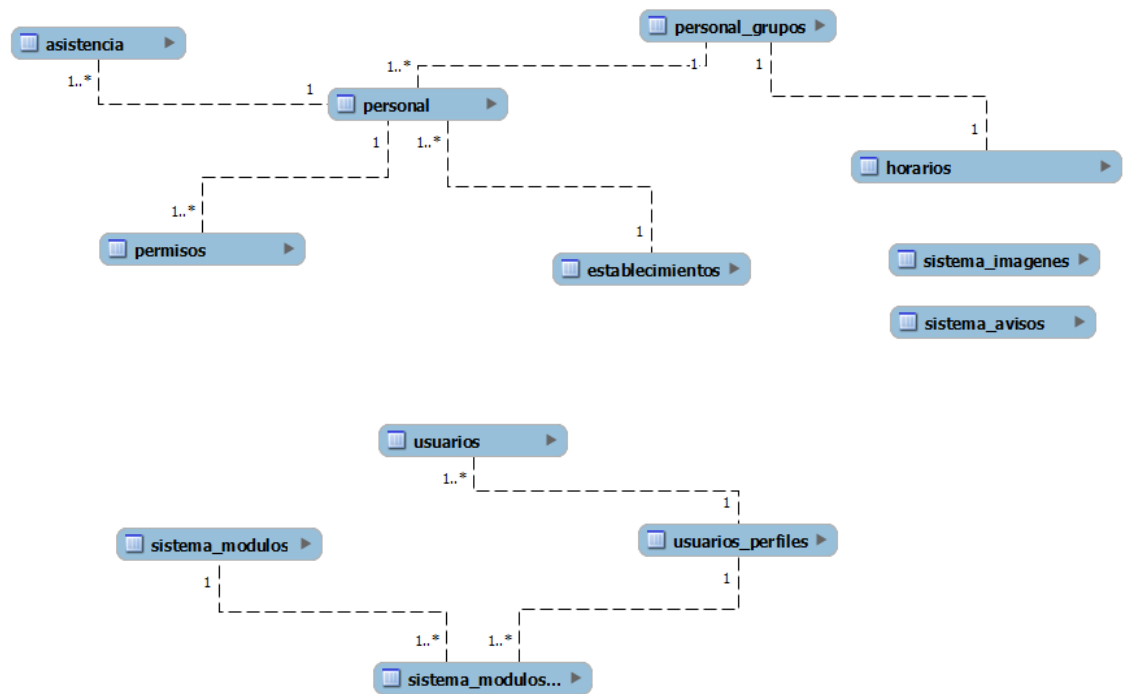 personal_grupos
asistencia
1..*
1
1
1..*
1
personal
1
1..*
1
horarios
1..*
1
permisos
establecimientos
sistema_imagenes
sistema_avisos
usuarios
1..*
1
sistema_modulos
usuarios_perfiles
1
1
1..*
1..*
sistema_modulos...